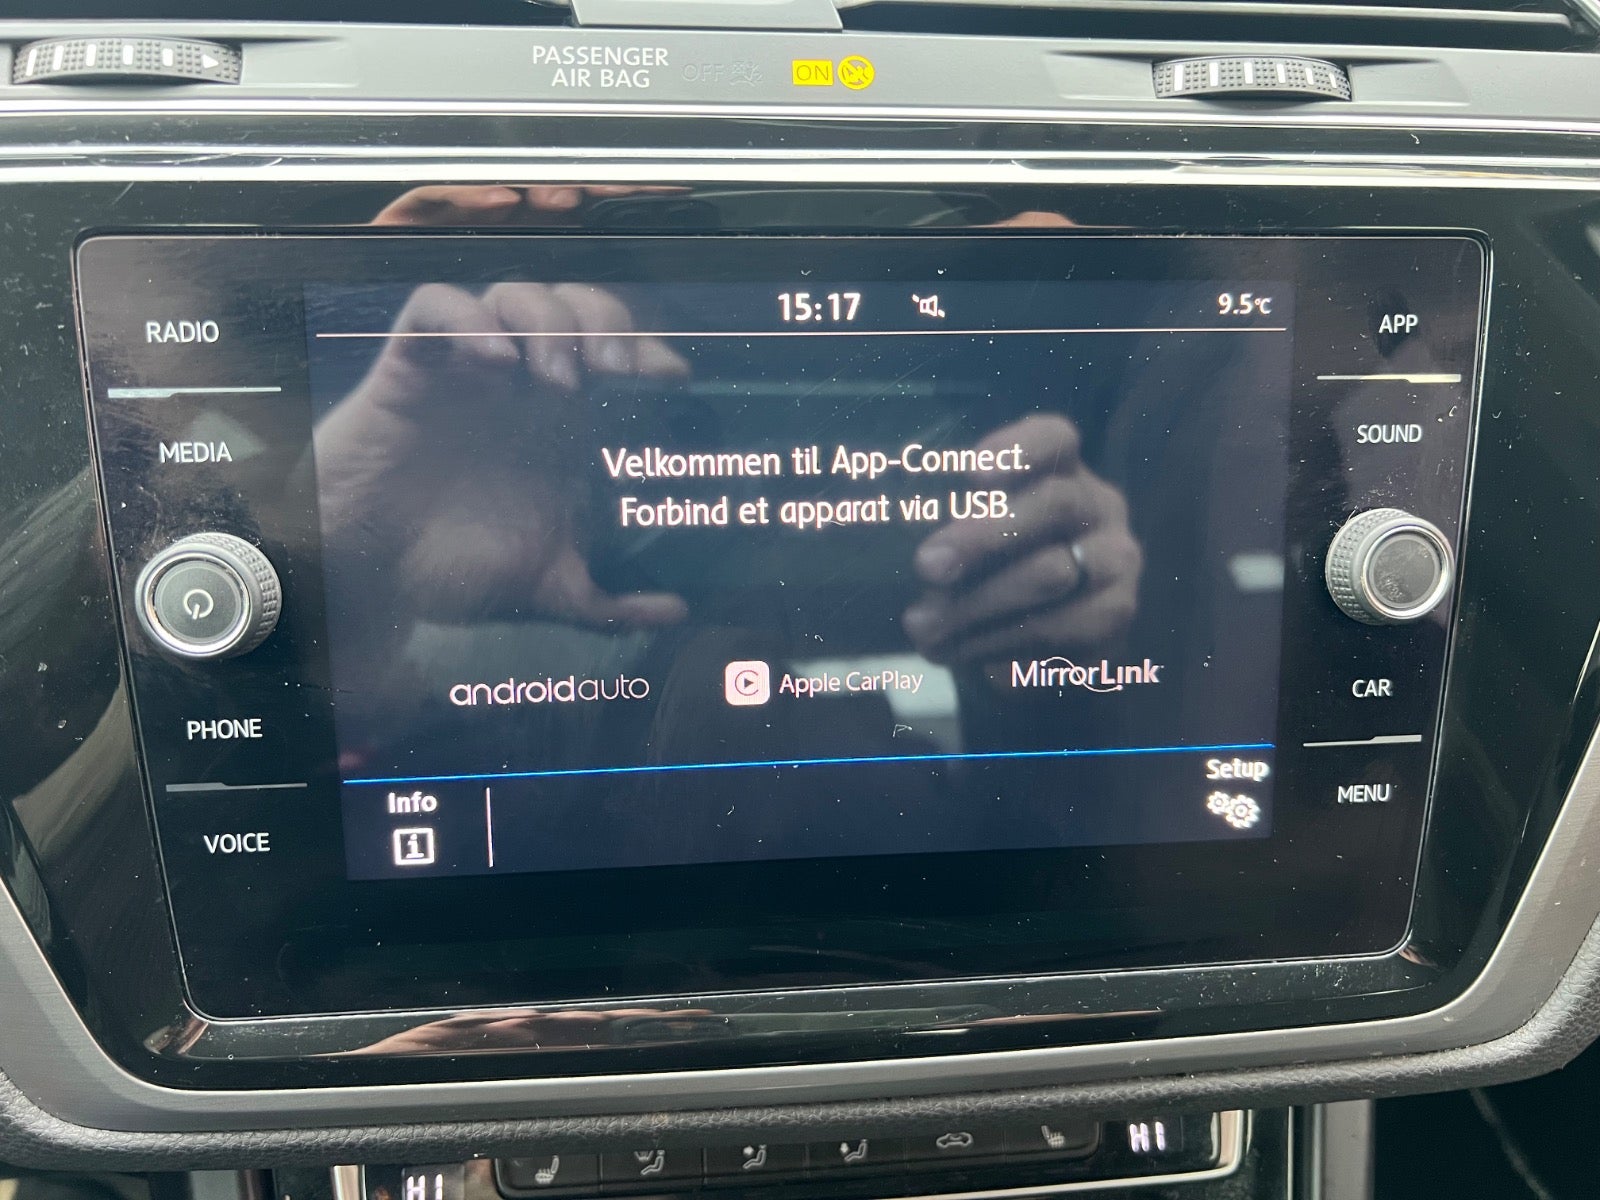 PASSENGER
AIR BAG
OFF
ON
15:17
9.5°C
RADIO
MEDIA
PHONE
VOICE
APP
SOUND
CAR
MENU
Velkommen til App-Connect.
Forbind et apparat via USB.
androidauto
Apple CarPlay
MirrorLink
Info
Setup
HI
HI